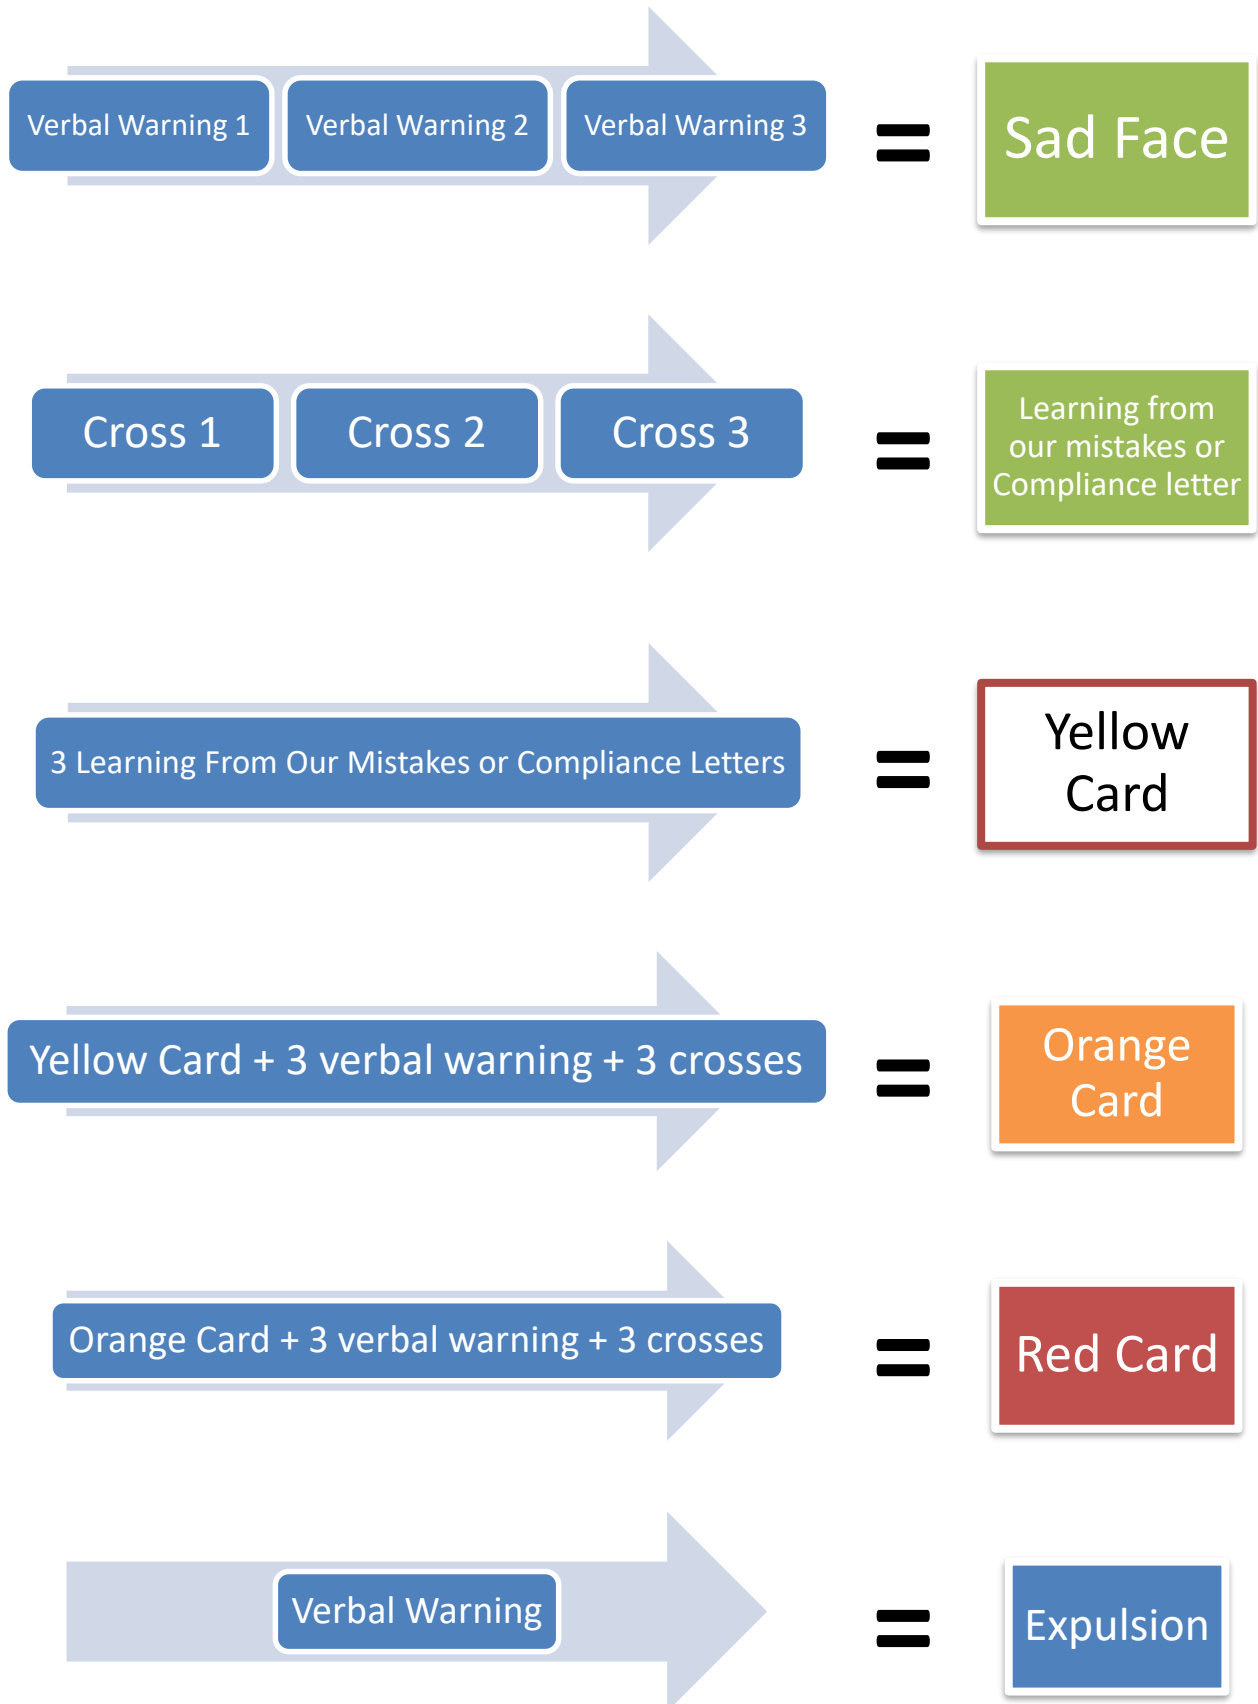 Verbal Warning 1 Verbal Warning 2 Verbal Warning 3 = Sad Face
Cross 1 Cross 2 Cross 3 = Learning from
our mistakes or
Compliance letter
3 Learning From Our Mistakes or Compliance Letters = Yellow
Card
Yellow Card + 3 verbal warning + 3 crosses = Orange
Card
Orange Card + 3 verbal warning + 3 crosses = Red Card
Verbal Warning = Expulsion